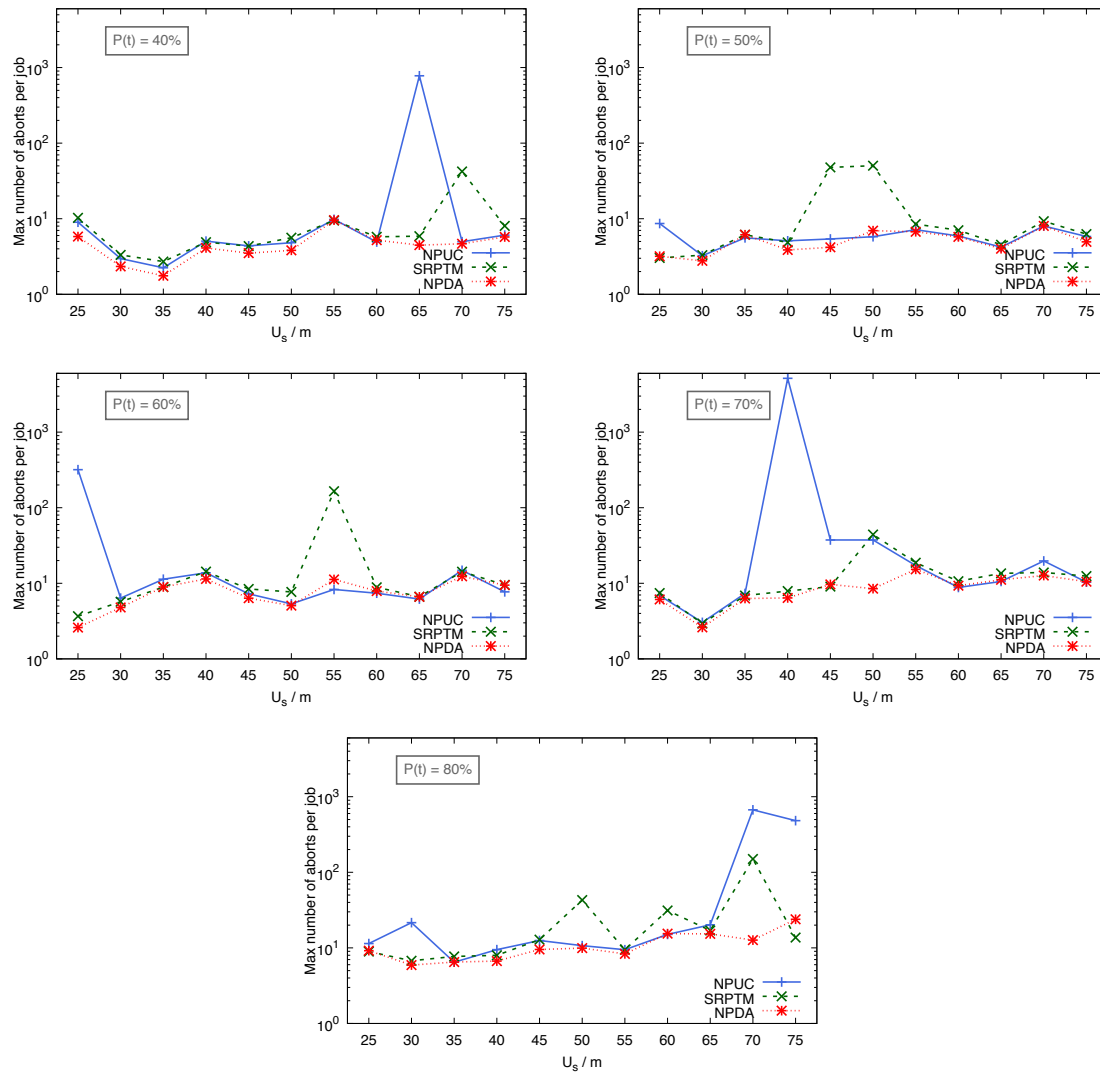 P(t) = 40%
Max number of aborts per job
10^3
10^2
10^1
10^0
NPUC
SRPTM
NPDA
25 30 35 40 45 50 55 60 65 70 75
U_s / m
P(t) = 50%
Max number of aborts per job
10^3
10^2
10^1
10^0
NPUC
SRPTM
NPDA
25 30 35 40 45 50 55 60 65 70 75
U_s / m
P(t) = 60%
Max number of aborts per job
10^3
10^2
10^1
10^0
NPUC
SRPTM
NPDA
25 30 35 40 45 50 55 60 65 70 75
U_s / m
P(t) = 70%
Max number of aborts per job
10^3
10^2
10^1
10^0
NPUC
SRPTM
NPDA
25 30 35 40 45 50 55 60 65 70 75
U_s / m
P(t) = 80%
Max number of aborts per job
10^3
10^2
10^1
10^0
NPUC
SRPTM
NPDA
25 30 35 40 45 50 55 60 65 70 75
U_s / m